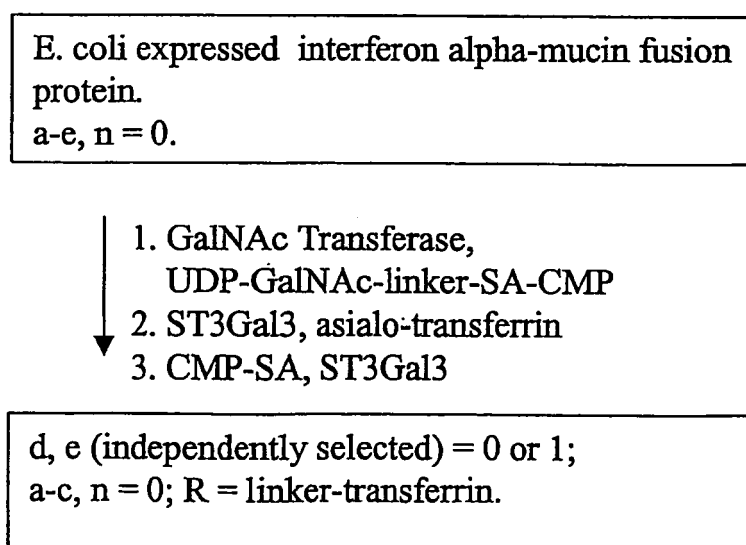 E. coli expressed interferon alpha-mucin fusion
protein.
a-e, n = 0.
1. GalNAc Transferase,
UDP-GalNAc-linker-SA-CMP
2. ST3Gal3, asialo-transferrin
3. CMP-SA, ST3Gal3
d, e (independently selected) = 0 or 1;
a-c, n = 0; R = linker-transferrin.